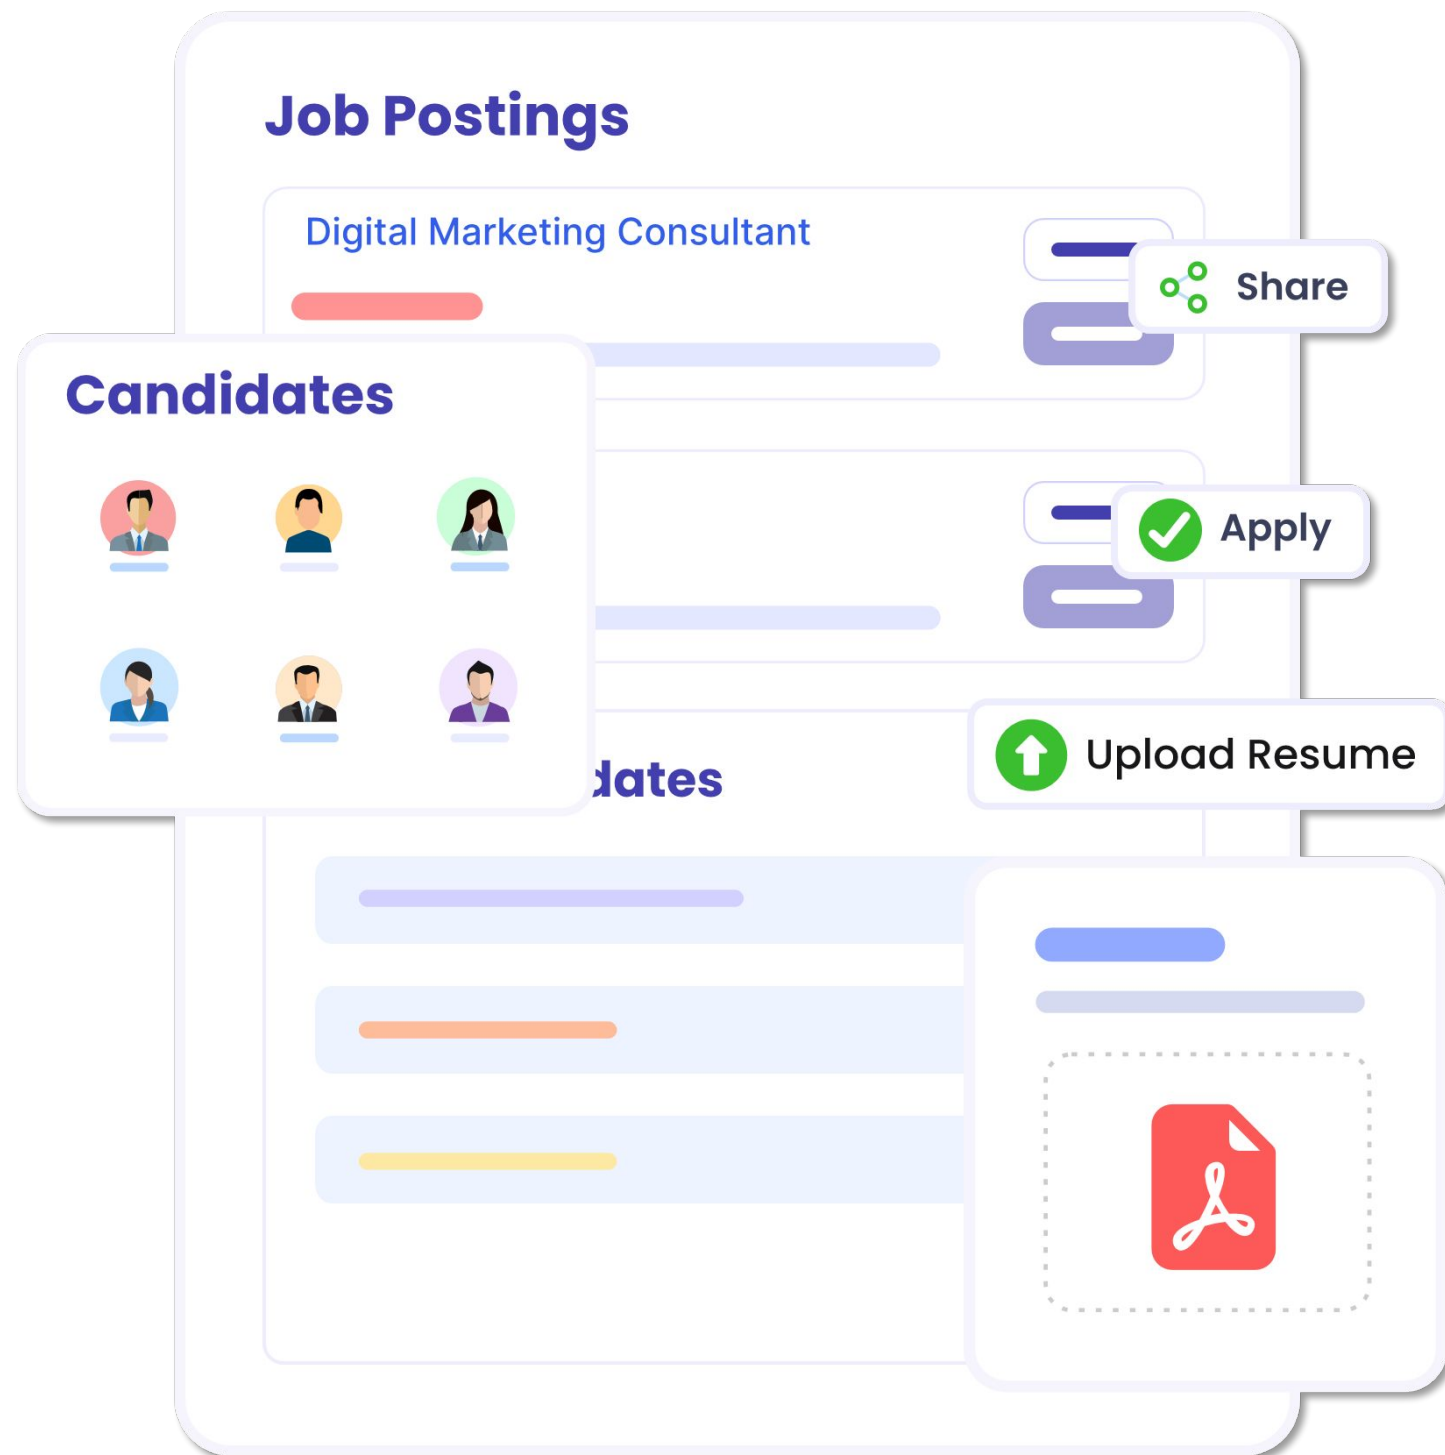 Job Postings
Digital Marketing Consultant
Share
Candidates
Apply
Upload Resume
dates